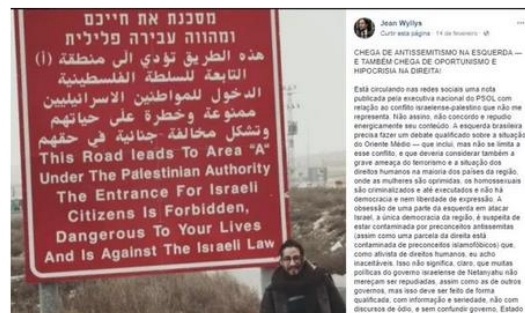 מסכנת את חייכם
ומהווה עבירה פלילית
هذه الطريق تؤدي الى منطقة (أ)
التابعة للسلطة الفلسطينية
الدخول للمواطنين الاسرائيليين
ممنوعة وخطرة على حياتهم
وتشكل مخالفة جنائية في حقهم
This Road leads To Area "A"
Under The Palestinian Authority
The Entrance For Israeli
Citizens Is Forbidden,
Dangerous To Your Lives
And Is Against The Israeli Law
Jean Wyllys
Curtir esta página · 14 de fevereiro ·
CHEGA DE ANTISSEMITISMO NA ESQUERDA —
E TAMBÉM CHEGA DE OPORTUNISMO E
HIPOCRISIA NA DIREITA!
Está circulando nas redes sociais uma nota
publicada pela executiva nacional do PSOL com
relação ao conflito israelense-palestino que não me
representa. Não assino, não concordo e repudio
energicamente seu conteúdo. A esquerda brasileira
precisa fazer um debate qualificado sobre a situação
do Oriente Médio — que inclui, mas não se limita a
esse conflito, e que deveria considerar também a
grave ameaça do terrorismo e a situação dos
direitos humanos na maioria dos países da região,
onde as mulheres são oprimidas, os homossexuais
são criminalizados e até executados e não há
democracia e nem liberdade de expressão. A
obsessão de uma parte da esquerda em atacar
Israel, a única democracia da região, é suspeita de
estar contaminada por preconceitos antissemitas
(assim como uma parcela da direita está
contaminada de preconceitos islamofóbicos) que,
como ativista de direitos humanos, eu acho
inaceitáveis. Isso não significa, claro, que muitas
políticas do governo israelense de Netanyahu não
mereçam ser repudiadas, assim como as de outros
governos, mas isso deve ser feito de forma
qualificada, com informação e seriedade, não com
discursos de ódio, e sem confundir governo, Estado